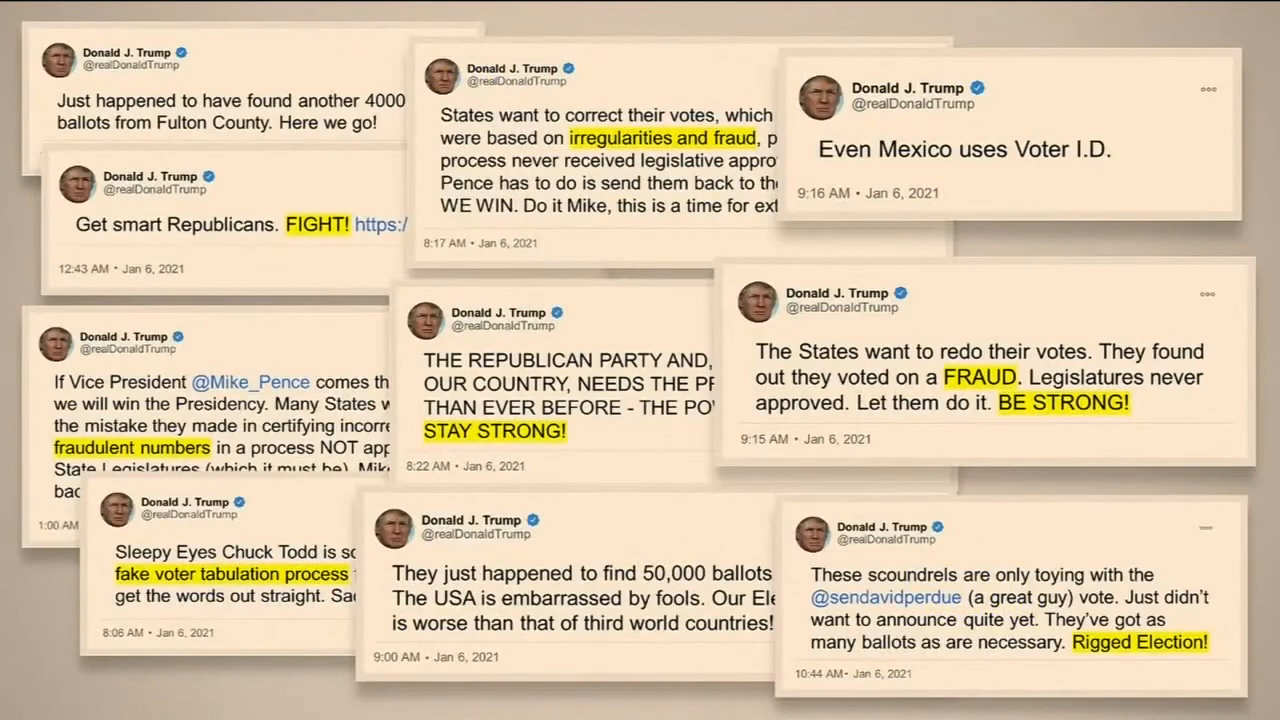 Donald J. Trump
@realDonaldTrump
Just happened to have found another 4000
ballots from Fulton County. Here we go!
Donald J. Trump
@realDonaldTrump
Get smart Republicans. FIGHT! https:/
12:43 AM • Jan 6, 2021
Donald J. Trump
@realDonaldTrump
If Vice President @Mike_Pence comes
we will win the Presidency. Many States
the mistake they made in certifying
fraudulent numbers in a process NOT
State Legislatures (which it must be).
1:00 AM
Donald J. Trump
@realDonaldTrump
Sleepy Eyes Chuck Todd is
fake voter tabulation process
get the words out straight.
8:06 AM • Jan 6, 2021
Donald J. Trump
@realDonaldTrump
States want to correct their votes, which
were based on irregularities and fraud,
process never received legislative
Pence has to do is send them back to
WE WIN. Do it Mike, this is a time for
8:17 AM • Jan 6, 2021
Donald J. Trump
@realDonaldTrump
THE REPUBLICAN PARTY AND,
OUR COUNTRY, NEEDS THE
THAN EVER BEFORE - THE
STAY STRONG!
8:22 AM • Jan 6, 2021
Donald J. Trump
@realDonaldTrump
They just happened to find 50,000 ballots
The USA is embarrassed by fools. Our
is worse than that of third world countries!
9:00 AM • Jan 6, 2021
Donald J. Trump
@realDonaldTrump
Even Mexico uses Voter I.D.
9:16 AM • Jan 6, 2021
Donald J. Trump
@realDonaldTrump
The States want to redo their votes. They found
out they voted on a FRAUD. Legislatures never
approved. Let them do it. BE STRONG!
9:15 AM • Jan 6, 2021
Donald J. Trump
@realDonaldTrump
These scoundrels are only toying with the
@sendavidperdue (a great guy) vote. Just didn't
want to announce quite yet. They've got as
many ballots as are necessary. Rigged Election!
10:44 AM• Jan 6, 2021